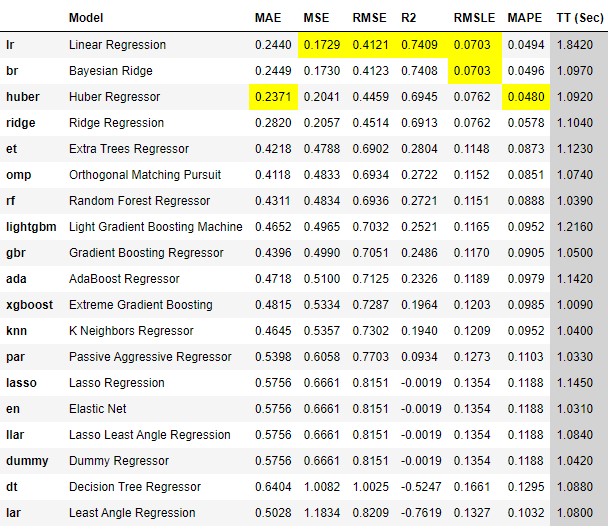 Model MAE MSE RMSE R2 RMSLE MAPE TT (Sec)
lr Linear Regression 0.2440 0.1729 0.4121 0.7409 0.0703 0.0494 1.8420
br Bayesian Ridge 0.2449 0.1730 0.4123 0.7408 0.0703 0.0496 1.0970
huber Huber Regressor 0.2371 0.2041 0.4459 0.6945 0.0762 0.0480 1.0920
ridge Ridge Regression 0.2820 0.2057 0.4514 0.6913 0.0762 0.0578 1.1040
et Extra Trees Regressor 0.4218 0.4788 0.6902 0.2804 0.1148 0.0873 1.1230
omp Orthogonal Matching Pursuit 0.4118 0.4833 0.6934 0.2722 0.1152 0.0851 1.0740
rf Random Forest Regressor 0.4311 0.4834 0.6936 0.2721 0.1151 0.0888 1.0390
lightgbm Light Gradient Boosting Machine 0.4652 0.4965 0.7032 0.2521 0.1165 0.0952 1.2160
gbr Gradient Boosting Regressor 0.4396 0.4990 0.7051 0.2486 0.1170 0.0905 1.0500
ada AdaBoost Regressor 0.4718 0.5100 0.7125 0.2326 0.1189 0.0979 1.1420
xgboost Extreme Gradient Boosting 0.4815 0.5334 0.7287 0.1964 0.1203 0.0985 1.0090
knn K Neighbors Regressor 0.4645 0.5357 0.7302 0.1940 0.1209 0.0952 1.0400
par Passive Aggressive Regressor 0.5398 0.6058 0.7703 0.0934 0.1273 0.1103 1.0330
lasso Lasso Regression 0.5756 0.6661 0.8151 -0.0019 0.1354 0.1188 1.1450
en Elastic Net 0.5756 0.6661 0.8151 -0.0019 0.1354 0.1188 1.0310
llar Lasso Least Angle Regression 0.5756 0.6661 0.8151 -0.0019 0.1354 0.1188 1.0840
dummy Dummy Regressor 0.5756 0.6661 0.8151 -0.0019 0.1354 0.1188 1.0420
dt Decision Tree Regressor 0.6404 1.0082 1.0025 -0.5247 0.1661 0.1295 1.0880
lar Least Angle Regression 0.5028 1.1834 0.8209 -0.7619 0.1327 0.1032 1.0800